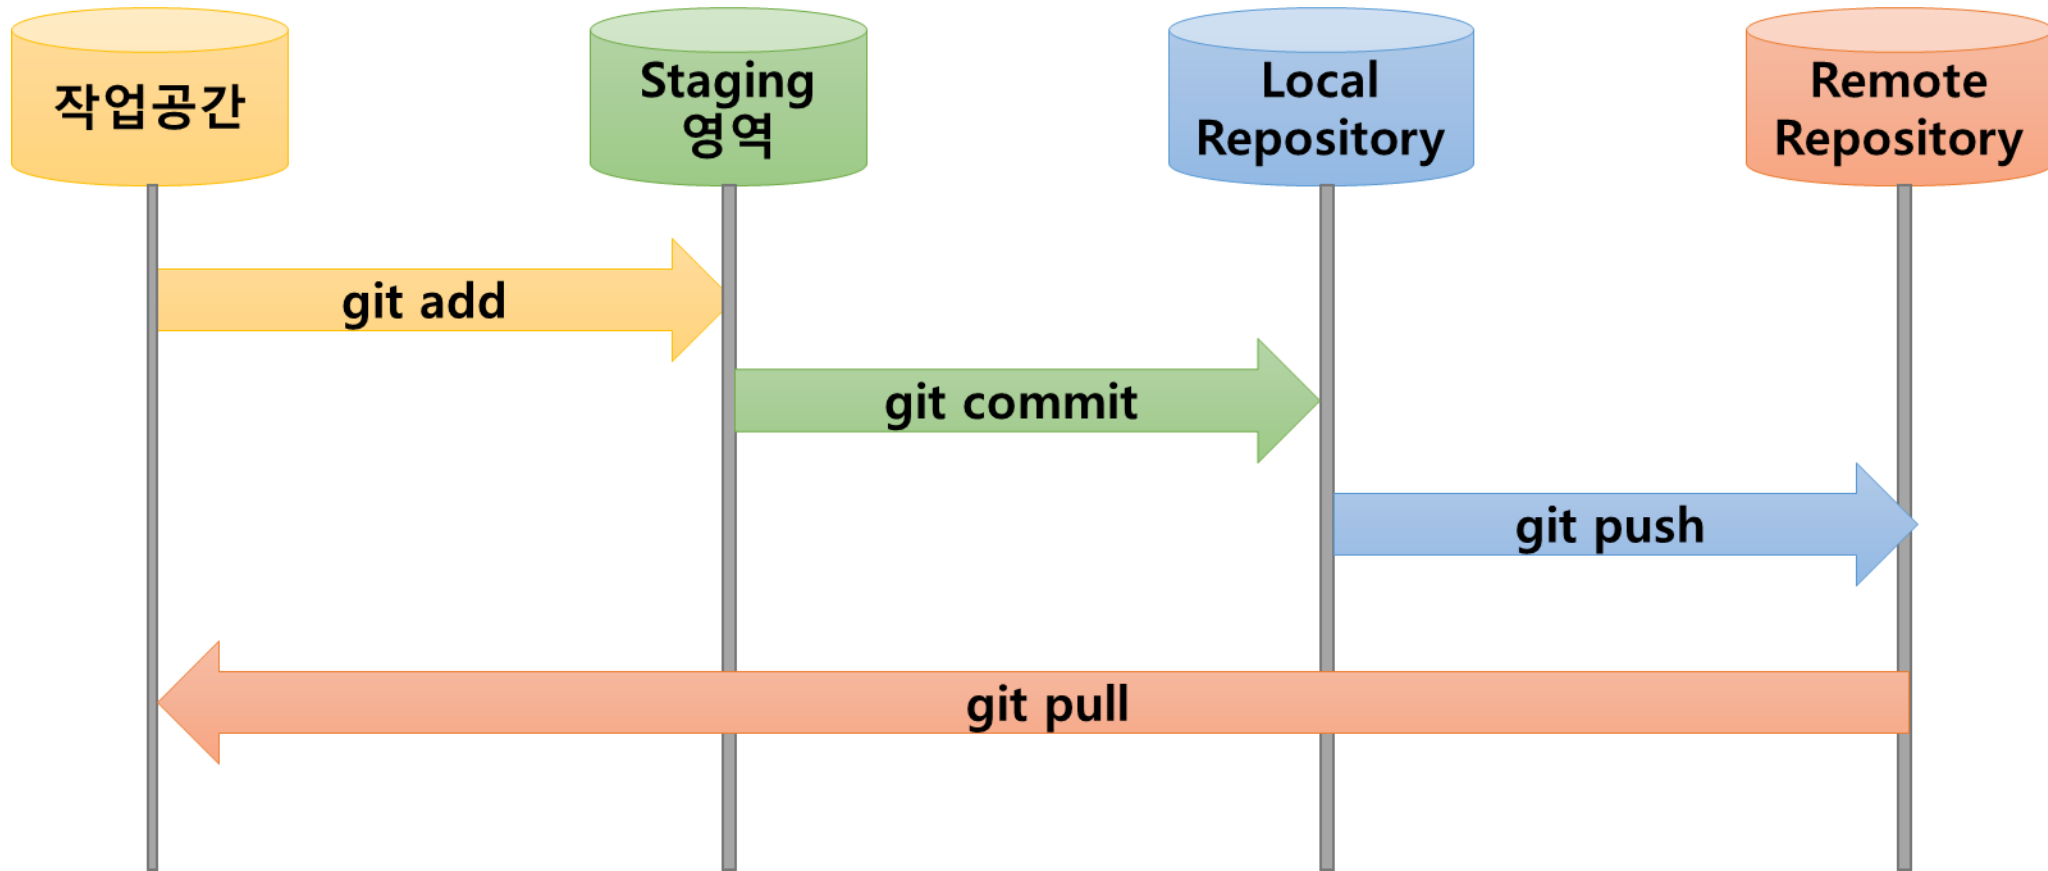 작업공간
Staging
영역
Local
Repository
Remote
Repository
git add
git commit
git push
git pull